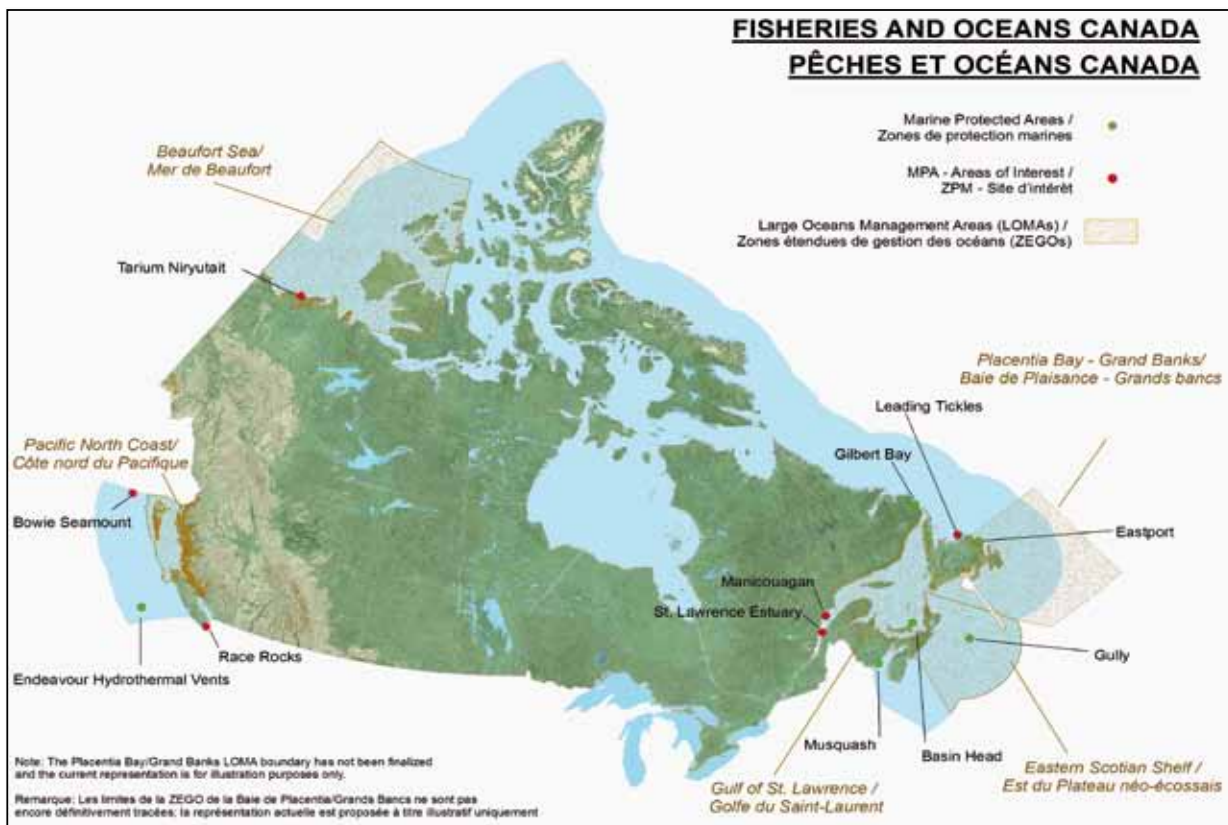 FISHERIES AND OCEANS CANADA
PÊCHES ET OCÉANS CANADA
Marine Protected Areas /
Zones de protection marines
MPA - Areas of Interest /
ZPM - Site d'intérêt
Large Oceans Management Areas (LOMAs) /
Zones étendues de gestion des océans (ZEGOs)
Beaufort Sea/
Mer de Beaufort
Tarium Niryutait
Placentia Bay - Grand Banks/
Baie de Plaisance - Grands bancs
Leading Tickles
Gilbert Bay
Pacific North Coast/
Côte nord du Pacifique
Bowie Seamount
Eastport
Manicouagan
St. Lawrence Estuary
Race Rocks
Gully
Endeavour Hydrothermal Vents
Musquash
Basin Head
Gulf of St. Lawrence /
Golfe du Saint-Laurent
Eastern Scotian Shelf /
Est du Plateau néo-écossais
Note: The Placentia Bay/Grand Banks LOMA boundary has not been finalized
and the current representation is for illustration purposes only.
Remarque: Les limites de la ZEGO de la Baie de Placentia/Grands Bancs ne sont pas
encore définitivement tracées; la représentation actuelle est proposée à titre illustratif uniquement